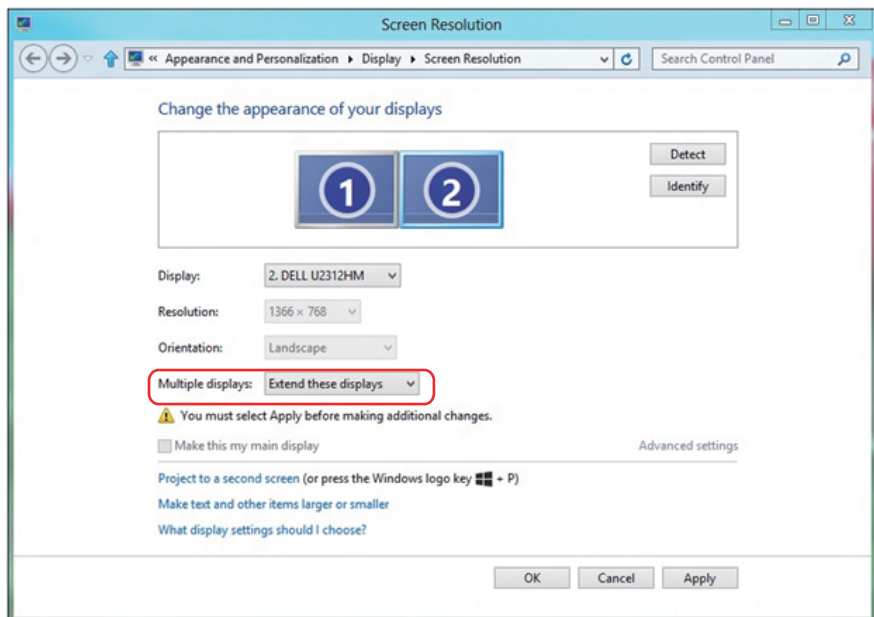 Screen Resolution
« Appearance and Personalization ▸ Display ▸ Screen Resolution
Search Control Panel
Change the appearance of your displays
1 2
Detect
Identify
Display: 2. DELL U2312HM
Resolution: 1366 × 768
Orientation: Landscape
Multiple displays: Extend these displays
You must select Apply before making additional changes.
Make this my main display
Advanced settings
Project to a second screen (or press the Windows logo key + P)
Make text and other items larger or smaller
What display settings should I choose?
OK Cancel Apply